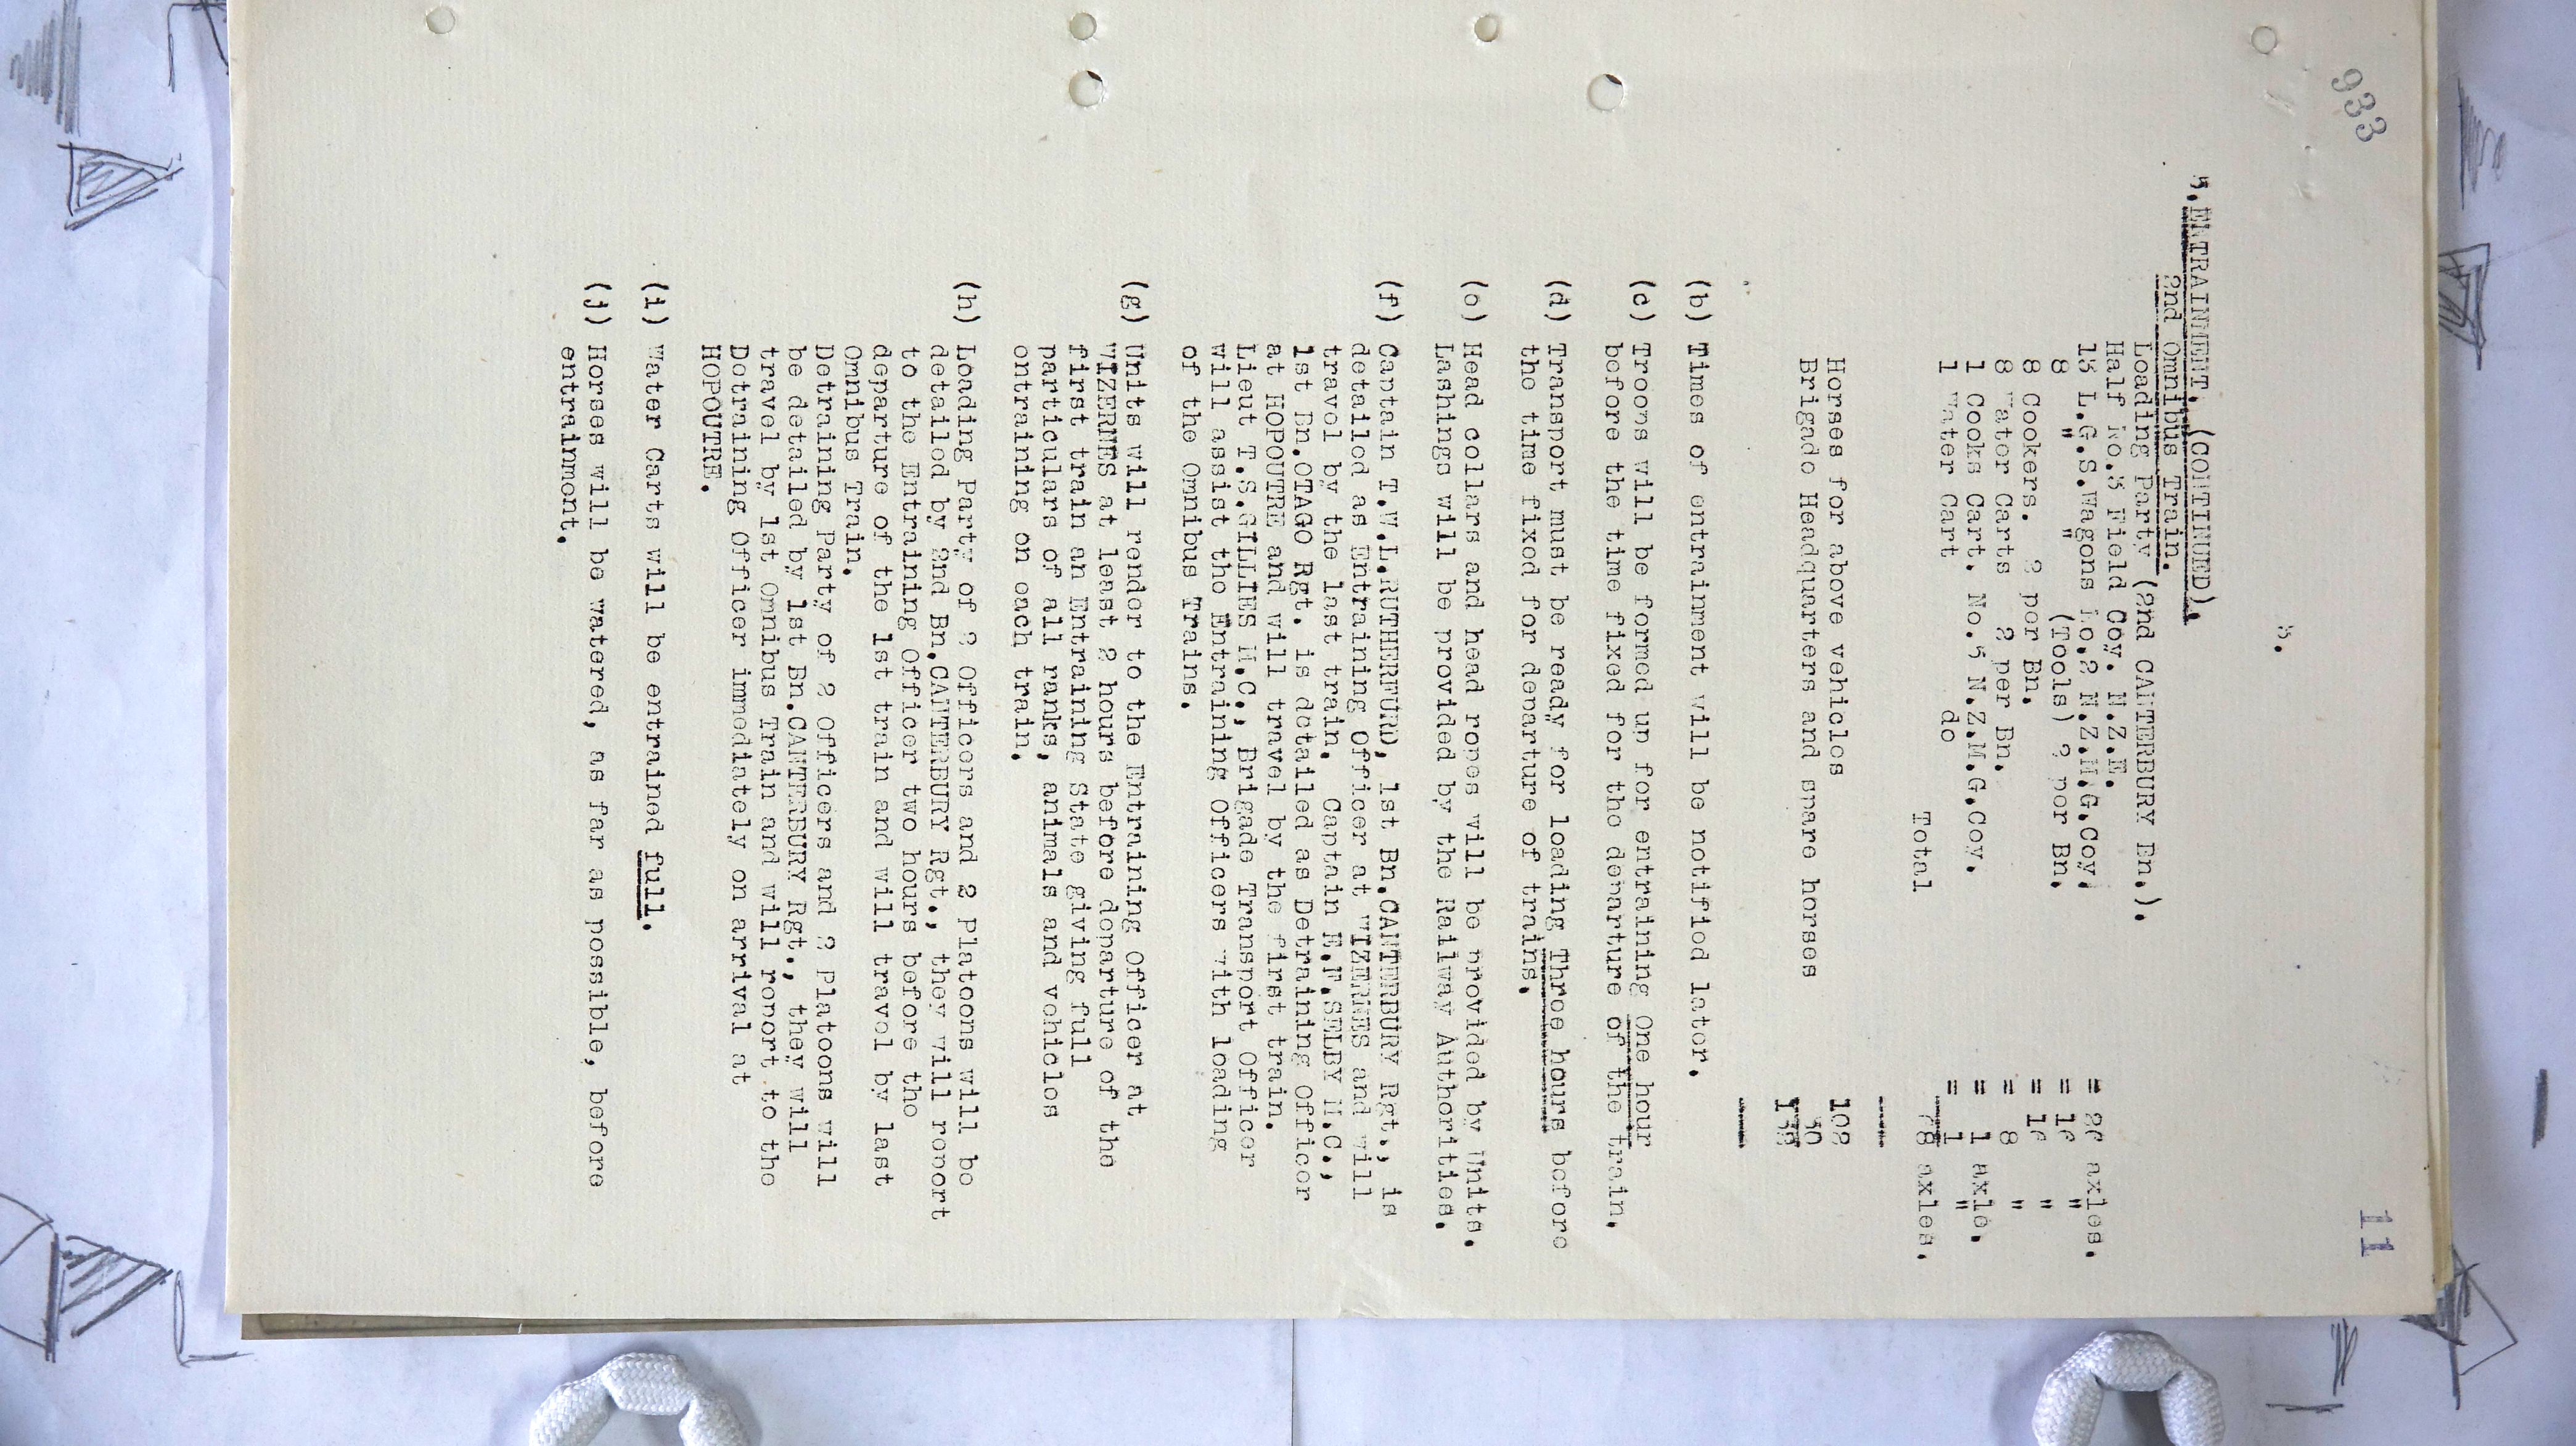 933
11
3.
3. ENTRAINMENT. (CONTINUED).
2nd Omnibus Train.
Loading Party (2nd CANTERBURY Bn.).
Half No.3 Field Coy. N.Z.E.
13 L.G.S.Wagons No.2 N.Z.M.G.Coy. = 26 axles.
8 " " (Tools) 2 per Bn. = 16 "
8 Cookers. 2 per Bn. = 16 "
8 Water Carts 2 per Bn. = 8 "
1 Cooks Cart. No.3 N.Z.M.G.Coy. = 1 axle.
1 Water Cart do = 1 "
Total 68 axles.
Horses for above vehicles 102
Brigade Headquarters and spare horses 30
132
(b) Times of entrainment will be notified later.
(c) Troops will be formed up for entraining One hour
before the time fixed for the departure of the train.
(d) Transport must be ready for loading Three hours before
the time fixed for departure of trains.
(e) Head collars and head ropes will be provided by Units.
Lashings will be provided by the Railway Authorities.
(f) Captain T.W.L.RUTHERFURD, 1st Bn.CANTERBURY Rgt., is
detailed as Entraining Officer at WIZERNES and will
travel by the last train. Captain E.F.SELBY M.C.,
1st Bn.OTAGO Rgt. is detailed as Detraining Officer
at HOPOUTRE and will travel by the first train.
Lieut T.S.GILLIES M.C., Brigade Transport Officer
will assist the Entraining Officers with loading
of the Omnibus Trains.
(g) Units will render to the Entraining Officer at
WIZERNES at least 2 hours before departure of the
first train an Entraining State giving full
particulars of all ranks, animals and vehicles
entraining on each train.
(h) Loading Party of 2 Officers and 2 Platoons will be
detailed by 2nd Bn.CANTERBURY Rgt., they will report
to the Entraining Officer two hours before the
departure of the 1st train and will travel by last
Omnibus Train.
Detraining Party of 2 Officers and 2 Platoons will
be detailed by 1st Bn.CANTERBURY Rgt., they will
travel by 1st Omnibus Train and will report to the
Detraining Officer immediately on arrival at
HOPOUTRE.
(i) Water Carts will be entrained full.
(j) Horses will be watered, as far as possible, before
entrainment.